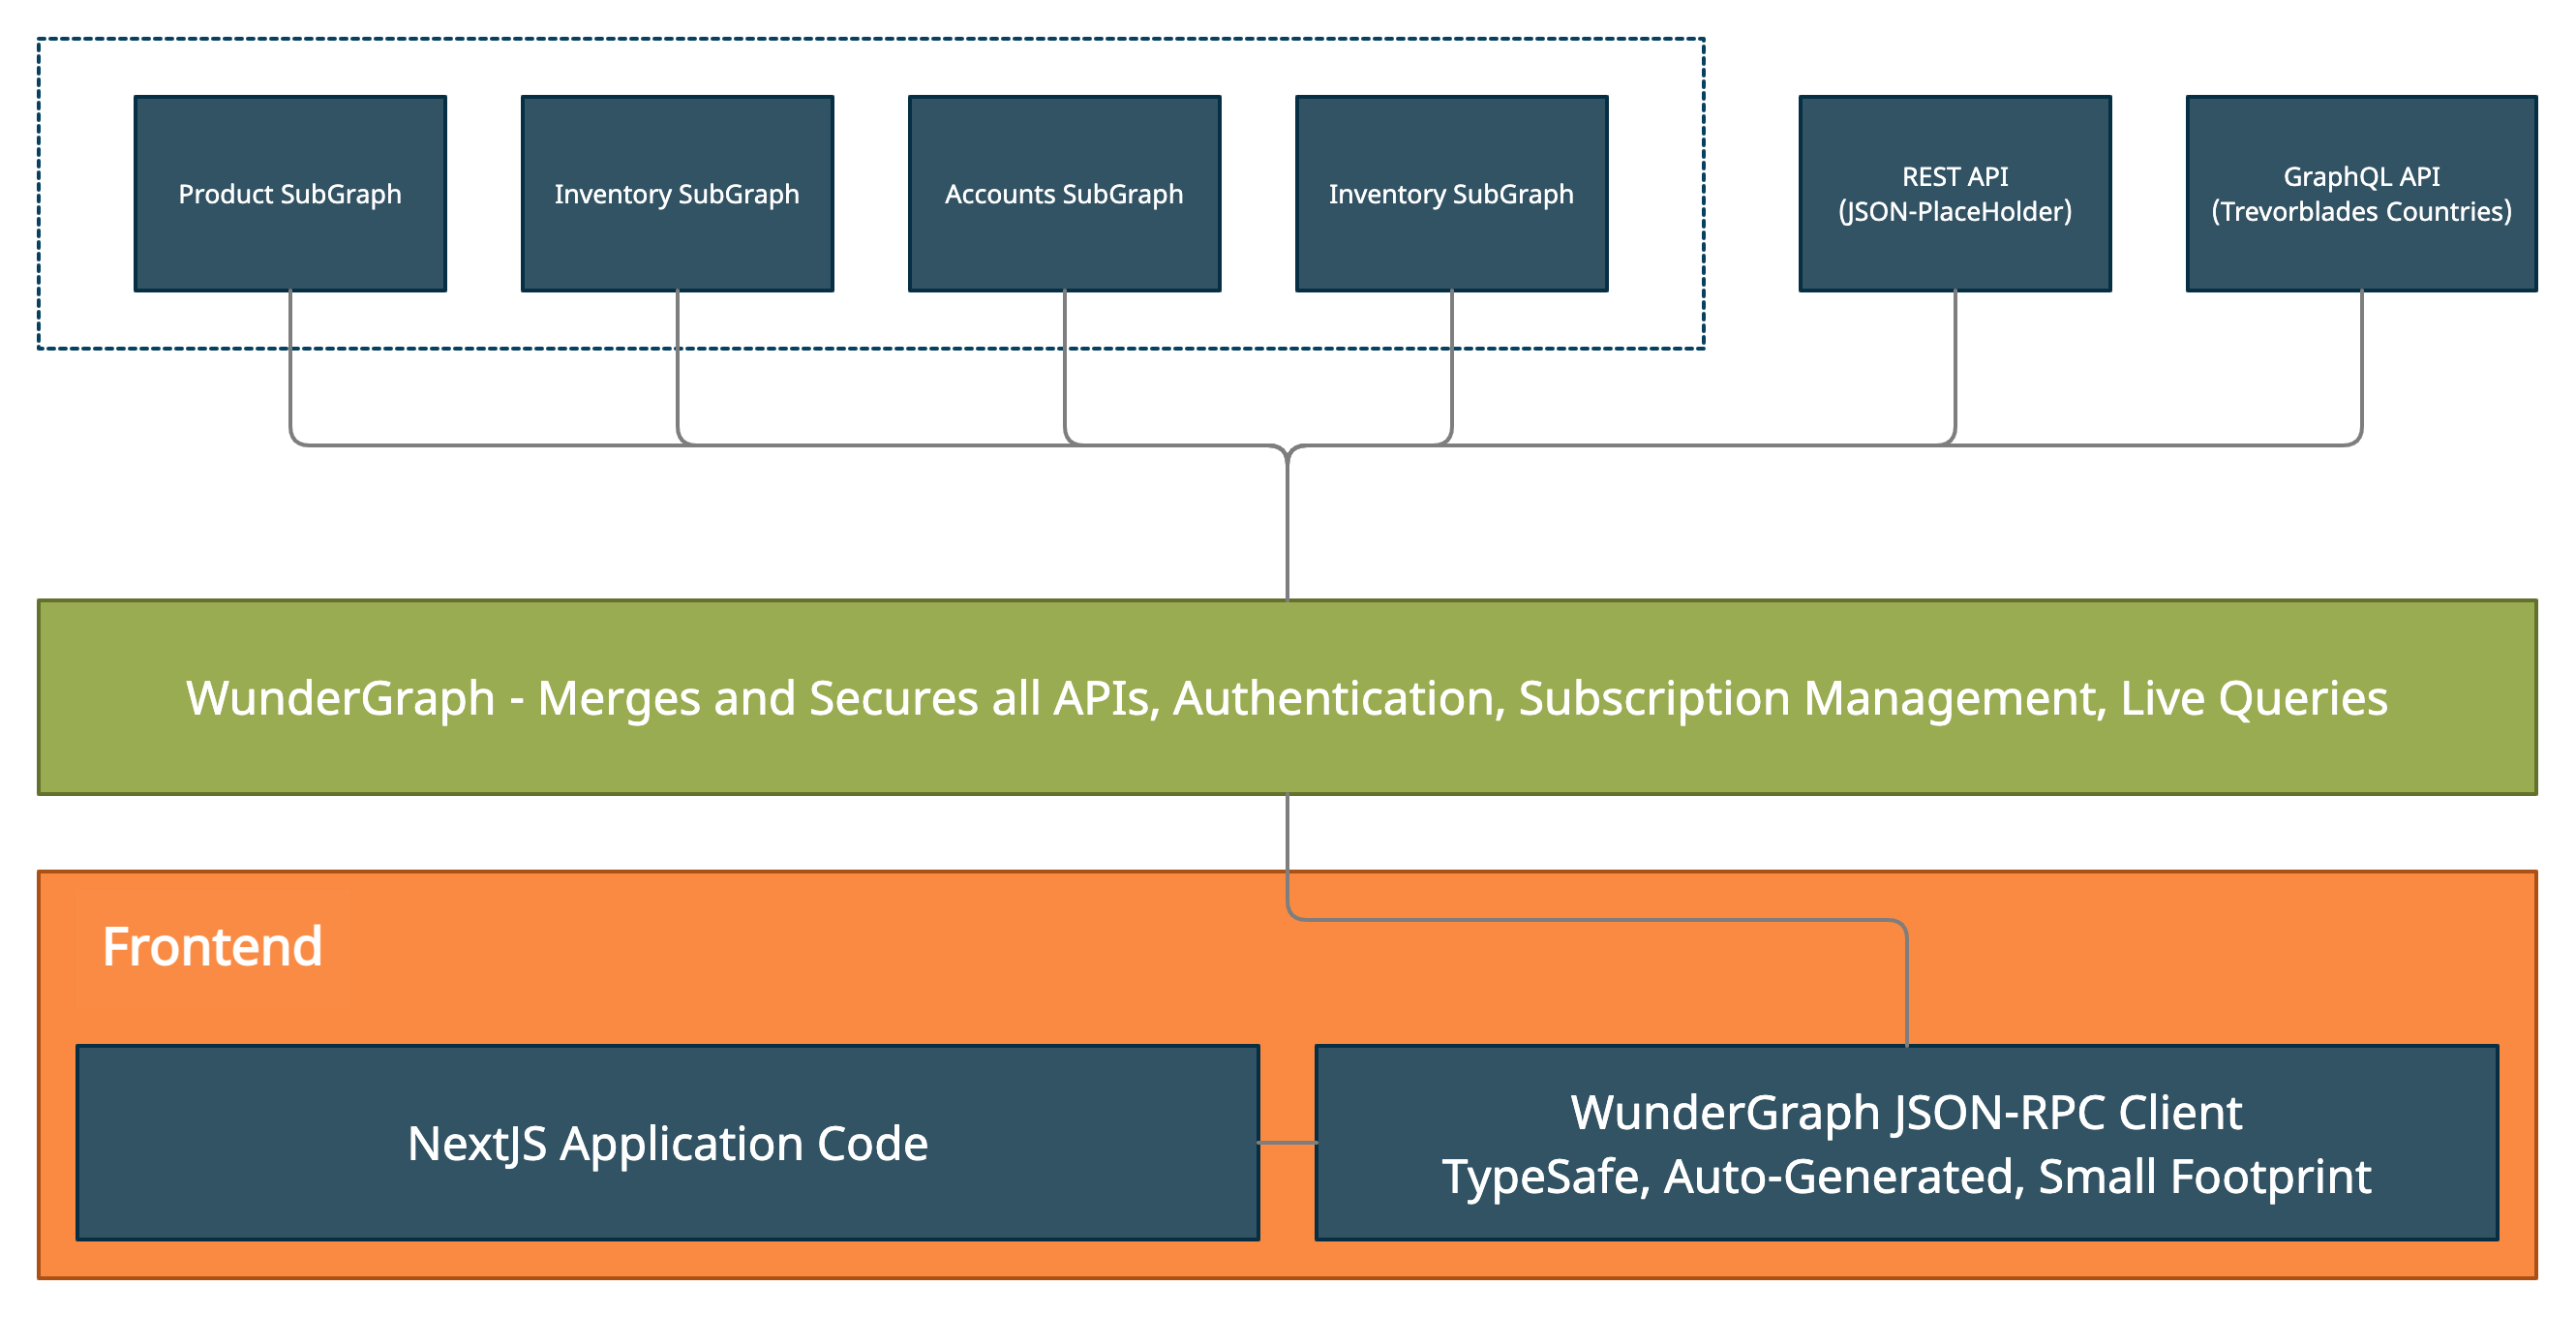 Product SubGraph
Inventory SubGraph
Accounts SubGraph
Inventory SubGraph
REST API
(JSON-PlaceHolder)
GraphQL API
(Trevorblades Countries)
WunderGraph - Merges and Secures all APIs, Authentication, Subscription Management, Live Queries
Frontend
NextJS Application Code
WunderGraph JSON-RPC Client
TypeSafe, Auto-Generated, Small Footprint